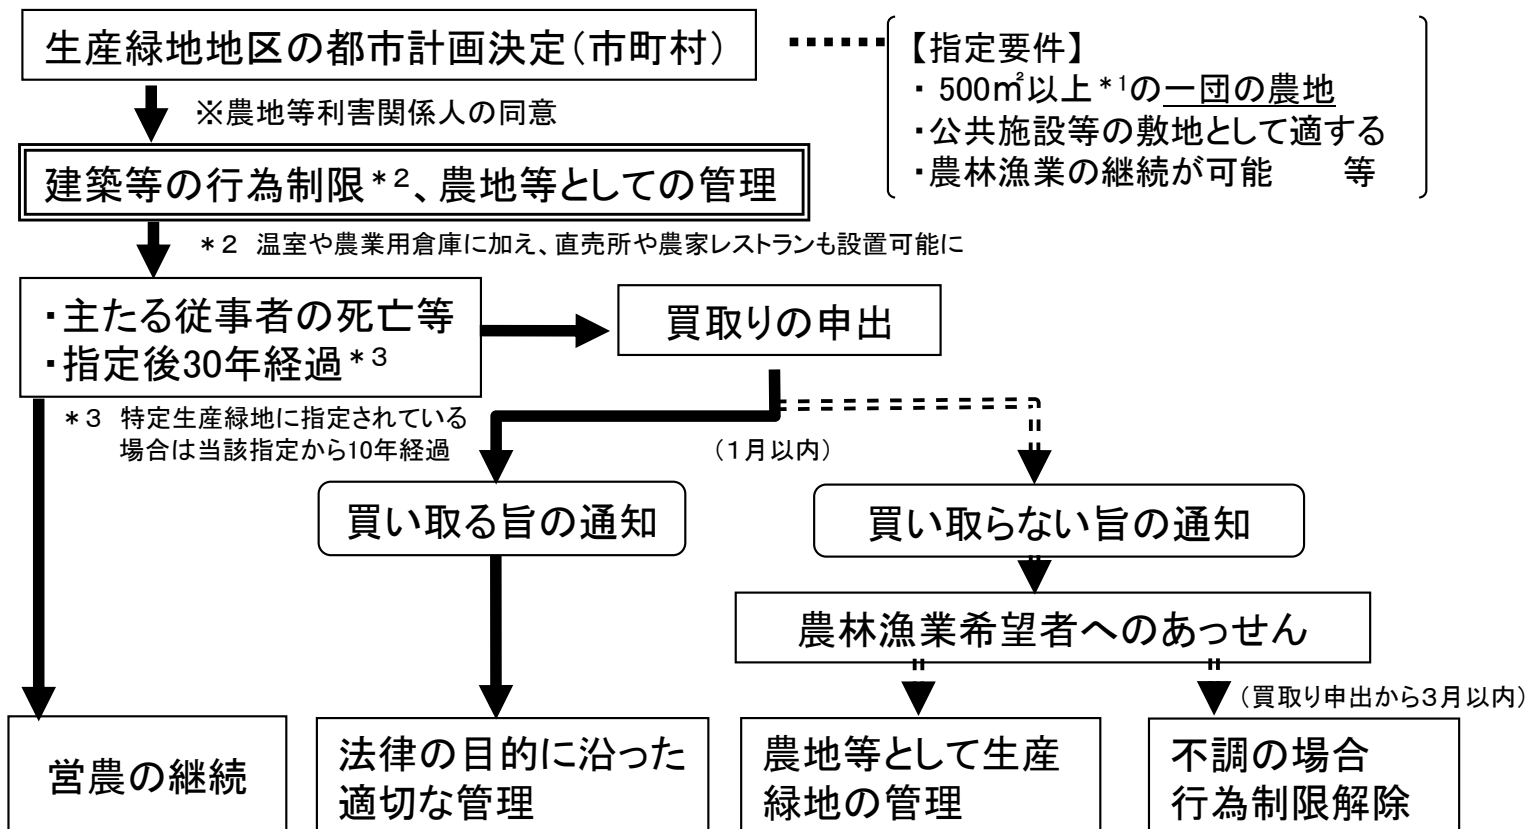 生産緑地地区の都市計画決定（市町村）
【指定要件】
・ 500㎡以上*1の一団の農地
・公共施設等の敷地として適する
・農林漁業の継続が可能　　等
※農地等利害関係人の同意
建築等の行為制限*2、農地等としての管理
*2 温室や農業用倉庫に加え、直売所や農家レストランも設置可能に
・主たる従事者の死亡等
・指定後30年経過*3
買取りの申出
*3 特定生産緑地に指定されている
場合は当該指定から10年経過
（1月以内）
買い取る旨の通知
買い取らない旨の通知
農林漁業希望者へのあっせん
（買取り申出から3月以内）
営農の継続
法律の目的に沿った
適切な管理
農地等として生産
緑地の管理
不調の場合
行為制限解除